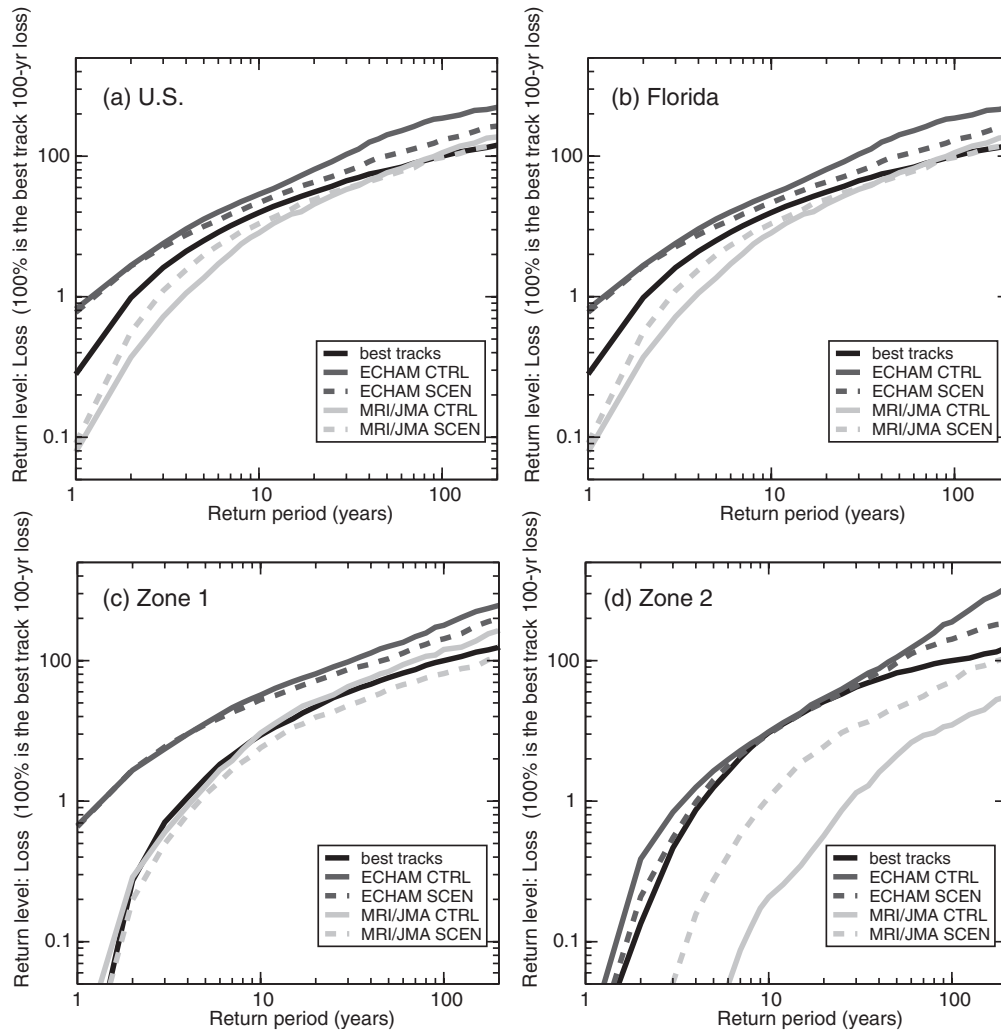 (a) U.S.
Return level: Loss (100% is the best track 100-yr loss)
100
1
0.1
best tracks
ECHAM CTRL
ECHAM SCEN
MRI/JMA CTRL
MRI/JMA SCEN
1
10
100
Return period (years)
(b) Florida
Return level: Loss (100% is the best track 100-yr loss)
100
1
0.1
best tracks
ECHAM CTRL
ECHAM SCEN
MRI/JMA CTRL
MRI/JMA SCEN
1
10
100
Return period (years)
(c) Zone 1
Return level: Loss (100% is the best track 100-yr loss)
100
1
0.1
best tracks
ECHAM CTRL
ECHAM SCEN
MRI/JMA CTRL
MRI/JMA SCEN
1
10
100
Return period (years)
(d) Zone 2
Return level: Loss (100% is the best track 100-yr loss)
100
1
0.1
best tracks
ECHAM CTRL
ECHAM SCEN
MRI/JMA CTRL
MRI/JMA SCEN
1
10
100
Return period (years)